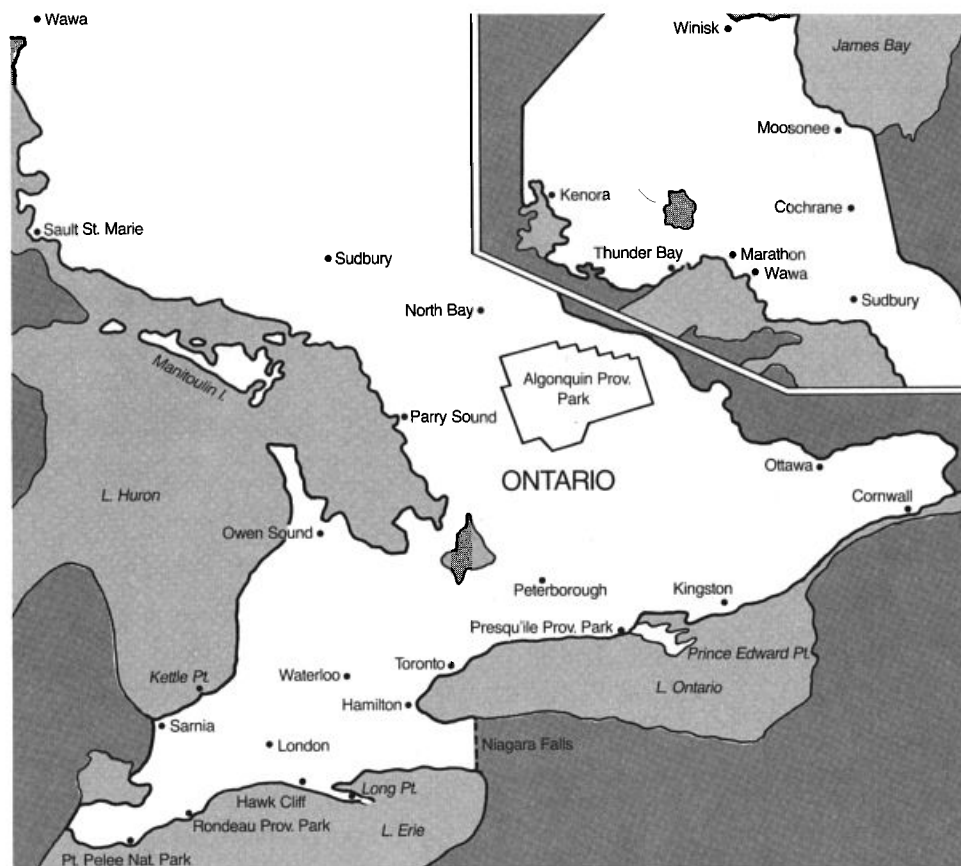 Wawa
Winisk
James Bay
Moosonee
Kenora
Cochrane
Sault St. Marie
Sudbury
Thunder Bay
Marathon
Wawa
Sudbury
North Bay
Manitoulin I.
Algonquin Prov.
Park
Parry Sound
ONTARIO
Ottawa
L. Huron
Cornwall
Owen Sound
Peterborough
Kingston
Presqu'ile Prov. Park
Prince Edward Pt.
Toronto
Kettle Pt.
Waterloo
L. Ontario
Hamilton
Sarnia
London
Niagara Falls
Long Pt.
Hawk Cliff
Rondeau Prov. Park
L. Erie
Pt. Pelee Nat. Park